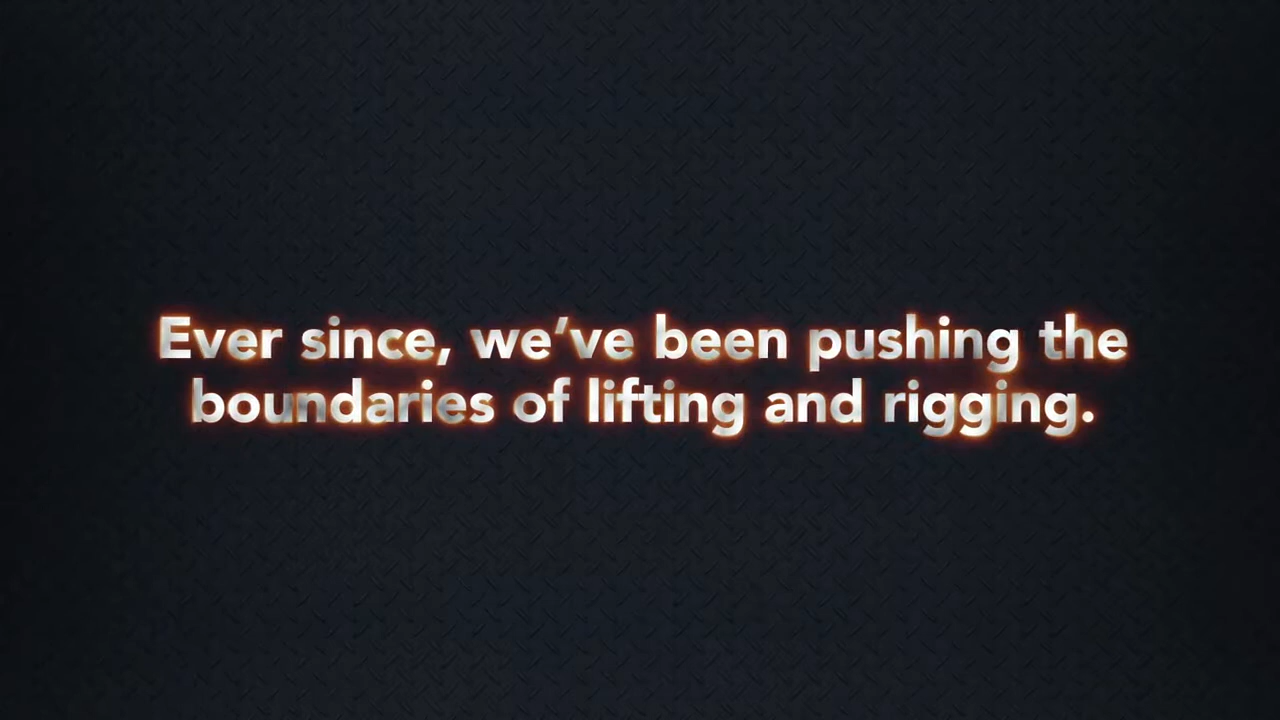 Ever since, we’ve been pushing the
boundaries of lifting and rigging.